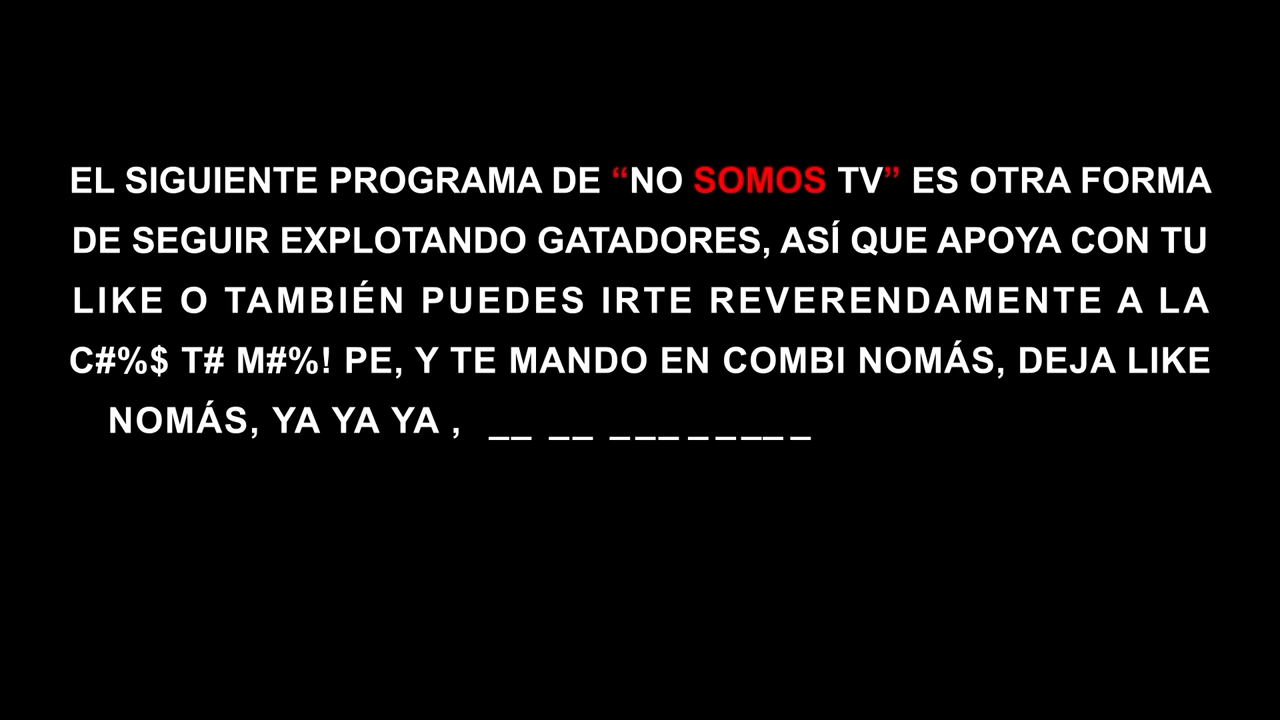 EL SIGUIENTE PROGRAMA DE “NO SOMOS TV” ES OTRA FORMA
DE SEGUIR EXPLOTANDO GATADORES, ASÍ QUE APOYA CON TU
LIKE O TAMBIÉN PUEDES IRTE REVERENDAMENTE A LA
C#%$ T# M#%! PE, Y TE MANDO EN COMBI NOMÁS, DEJA LIKE
NOMÁS, YA YA YA , __ __ ________